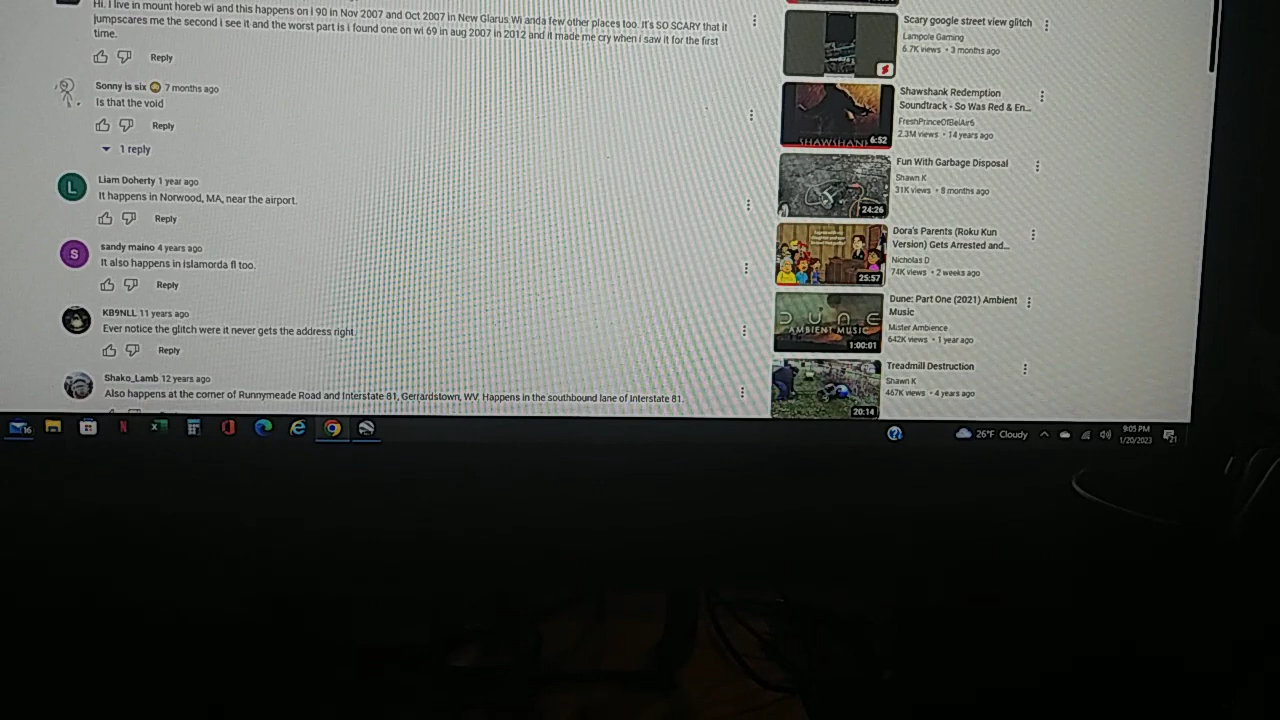 Hi. I live in mount horeb wi and this happens on i 90 in Nov 2007 and Oct 2007 in New Glarus Wi anda few other places too. It's SO SCARY that it
jumpscares me the second i see it and the worst part is i found one on wi 69 in aug 2007 in 2012 and it made me cry when i saw it for the first
time.
Reply
Sonny is six 7 months ago
Is that the void
Reply
1 reply
L
Liam Doherty 1 year ago
It happens in Norwood, MA, near the airport.
Reply
S
sandy maino 4 years ago
It also happens in islamorda fl too.
Reply
KB9NLL 11 years ago
Ever notice the glitch were it never gets the address right
Reply
Shako_Lamb 12 years ago
Also happens at the corner of Runnymeade Road and Interstate 81, Gerrardstown, WV. Happens in the southbound lane of Interstate 81.
Scary google street view glitch
Lampole Gaming
6.7K views • 3 months ago
SHAWSHANK
6:52
Shawshank Redemption
Soundtrack - So Was Red & En...
FreshPrinceOfBelAir6
2.3M views • 14 years ago
24:26
Fun With Garbage Disposal
Shawn K
31K views • 8 months ago
25:57
Dora's Parents (Roku Kun
Version) Gets Arrested and...
Nicholas D
74K views • 2 weeks ago
DUNE
AMBIENT MUSIC
1:00:01
Dune: Part One (2021) Ambient
Music
Mister Ambience
642K views • 1 year ago
20:14
Treadmill Destruction
Shawn K
467K views • 4 years ago
16
26°F Cloudy
9:05 PM
1/20/2023
21